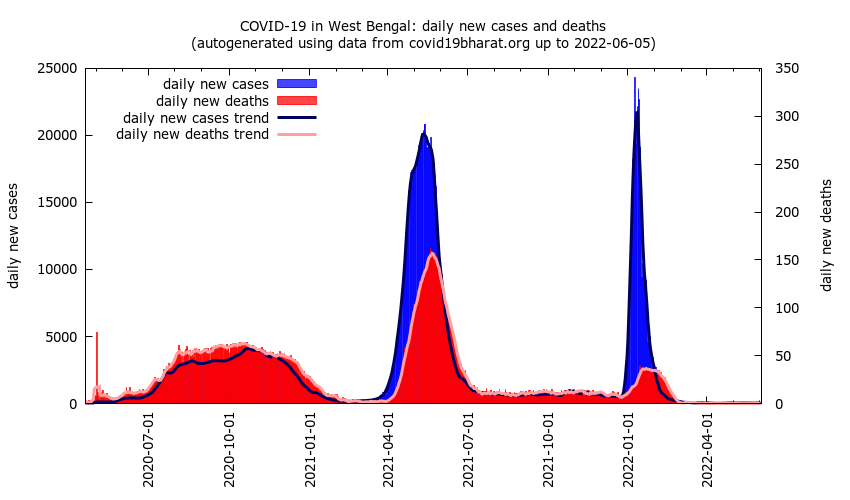 COVID-19 in West Bengal: daily new cases and deaths
(autogenerated using data from covid19bharat.org up to 2022-06-05)
daily new cases
daily new deaths
daily new cases trend
daily new deaths trend
25000
20000
15000
10000
5000
0
daily new cases
350
300
250
200
150
100
50
0
daily new deaths
2020-07-01
2020-10-01
2021-01-01
2021-04-01
2021-07-01
2021-10-01
2022-01-01
2022-04-01